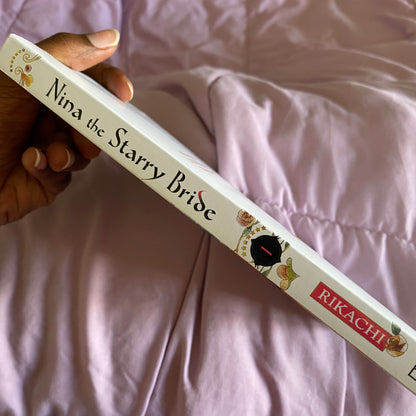 Nina the Starry Bride
RIKACHI